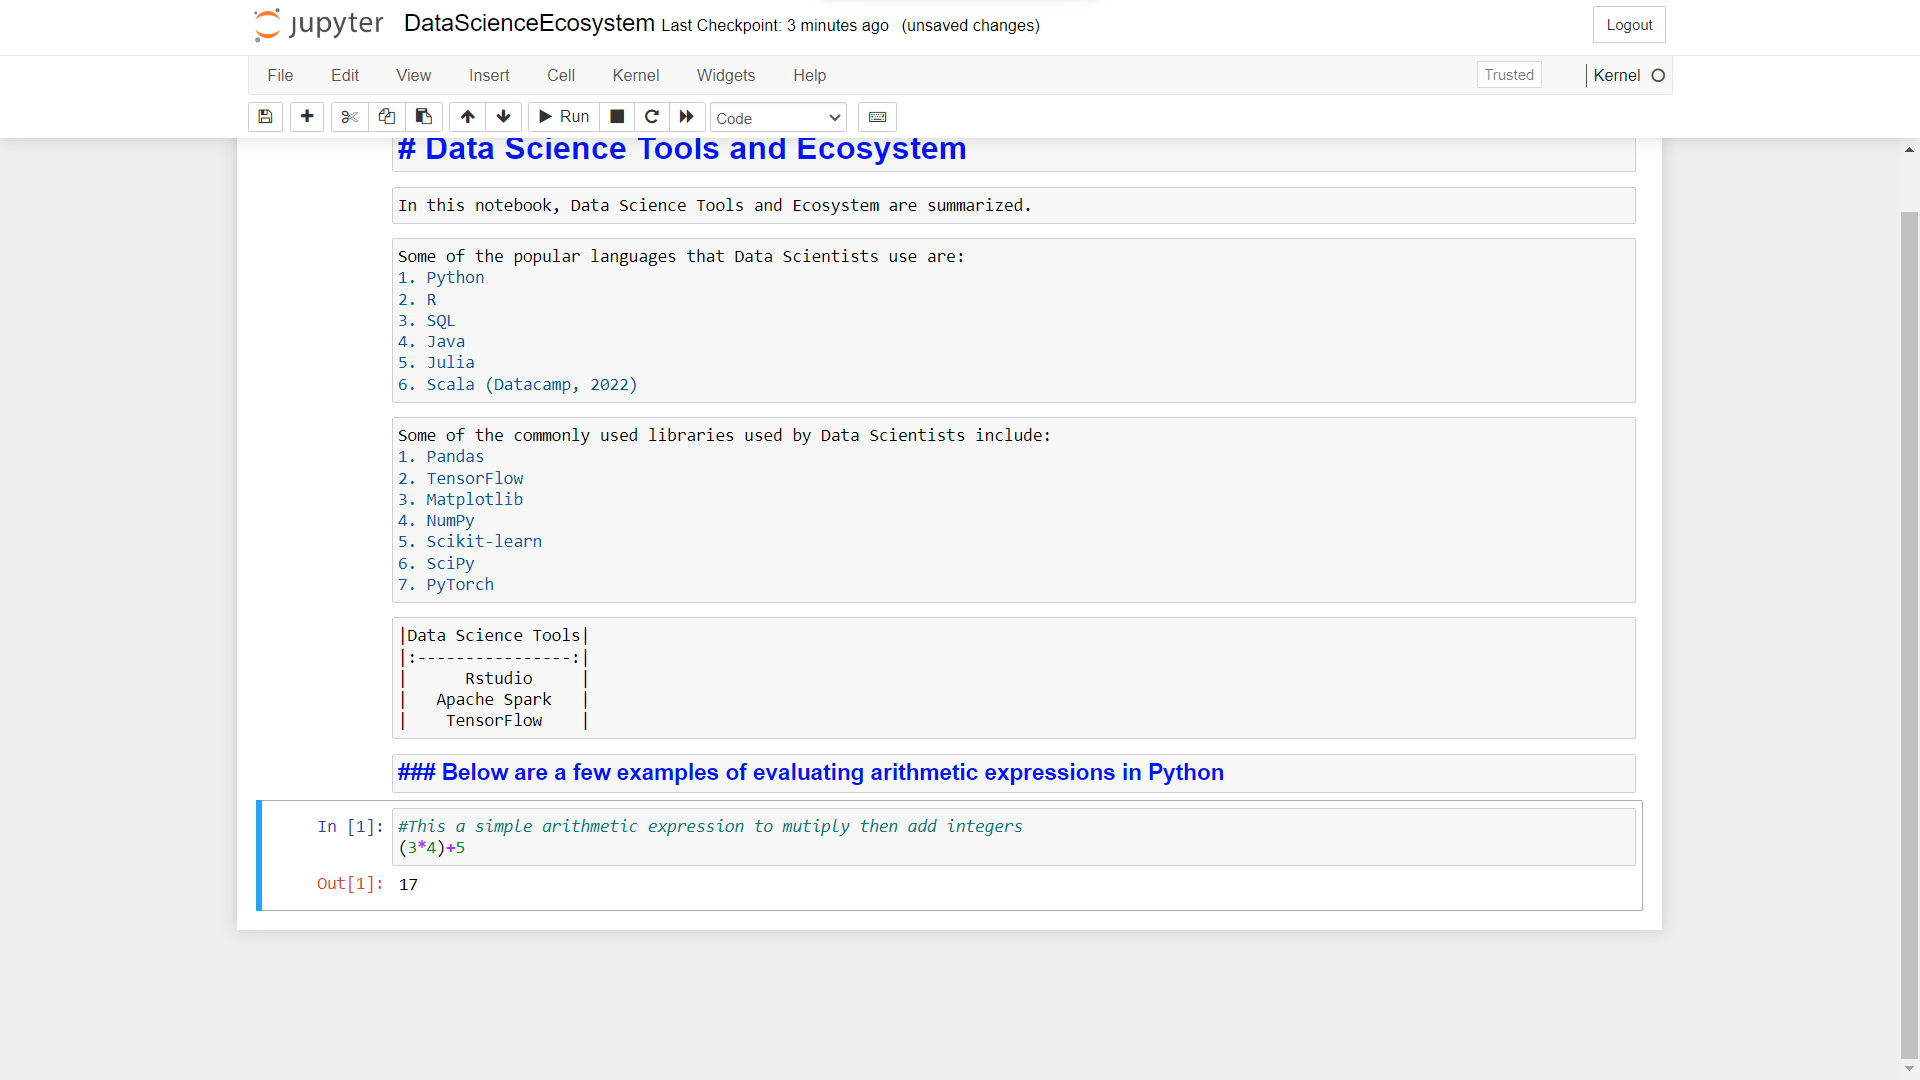 jupyter DataScienceEcosystem Last Checkpoint: 3 minutes ago (unsaved changes) Logout
File Edit View Insert Cell Kernel Widgets Help Trusted Kernel
Run Code
# Data Science Tools and Ecosystem
In this notebook, Data Science Tools and Ecosystem are summarized.
Some of the popular languages that Data Scientists use are:
1. Python
2. R
3. SQL
4. Java
5. Julia
6. Scala (Datacamp, 2022)
Some of the commonly used libraries used by Data Scientists include:
1. Pandas
2. TensorFlow
3. Matplotlib
4. NumPy
5. Scikit-learn
6. SciPy
7. PyTorch
|Data Science Tools|
|:----------------:|
|      Rstudio     |
|   Apache Spark   |
|    TensorFlow    |
### Below are a few examples of evaluating arithmetic expressions in Python
In [1]: #This a simple arithmetic expression to mutiply then add integers
(3*4)+5
Out[1]: 17